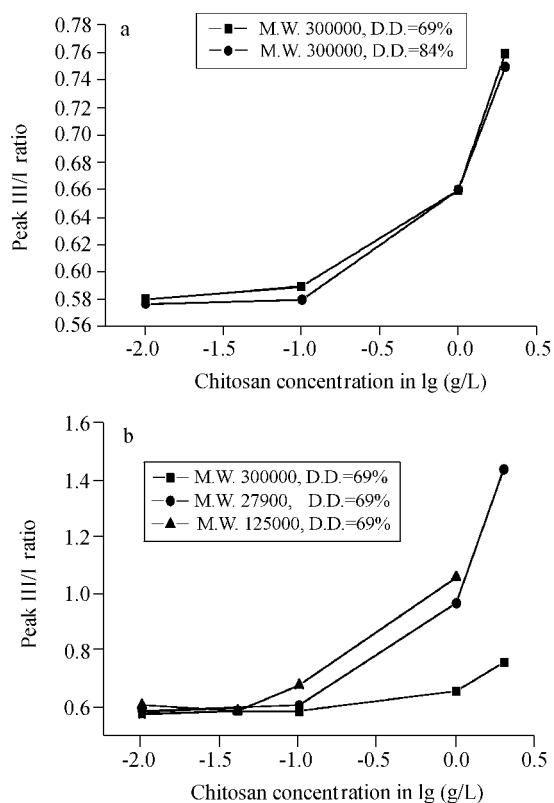 a
M.W. 300000, D.D.=69%
M.W. 300000, D.D.=84%
0.78
0.76
0.74
0.72
0.70
0.68
0.66
0.64
0.62
0.60
0.58
0.56
Peak III/I ratio
-2.0 -1.5 -1.0 -0.5 0.0 0.5
Chitosan concentration in lg (g/L)
b
M.W. 300000, D.D.=69%
M.W. 27900, D.D.=69%
M.W. 125000, D.D.=69%
1.6
1.4
1.2
1.0
0.8
0.6
Peak III/I ratio
-2.0 -1.5 -1.0 -0.5 0.0 0.5
Chitosan concentration in lg (g/L)